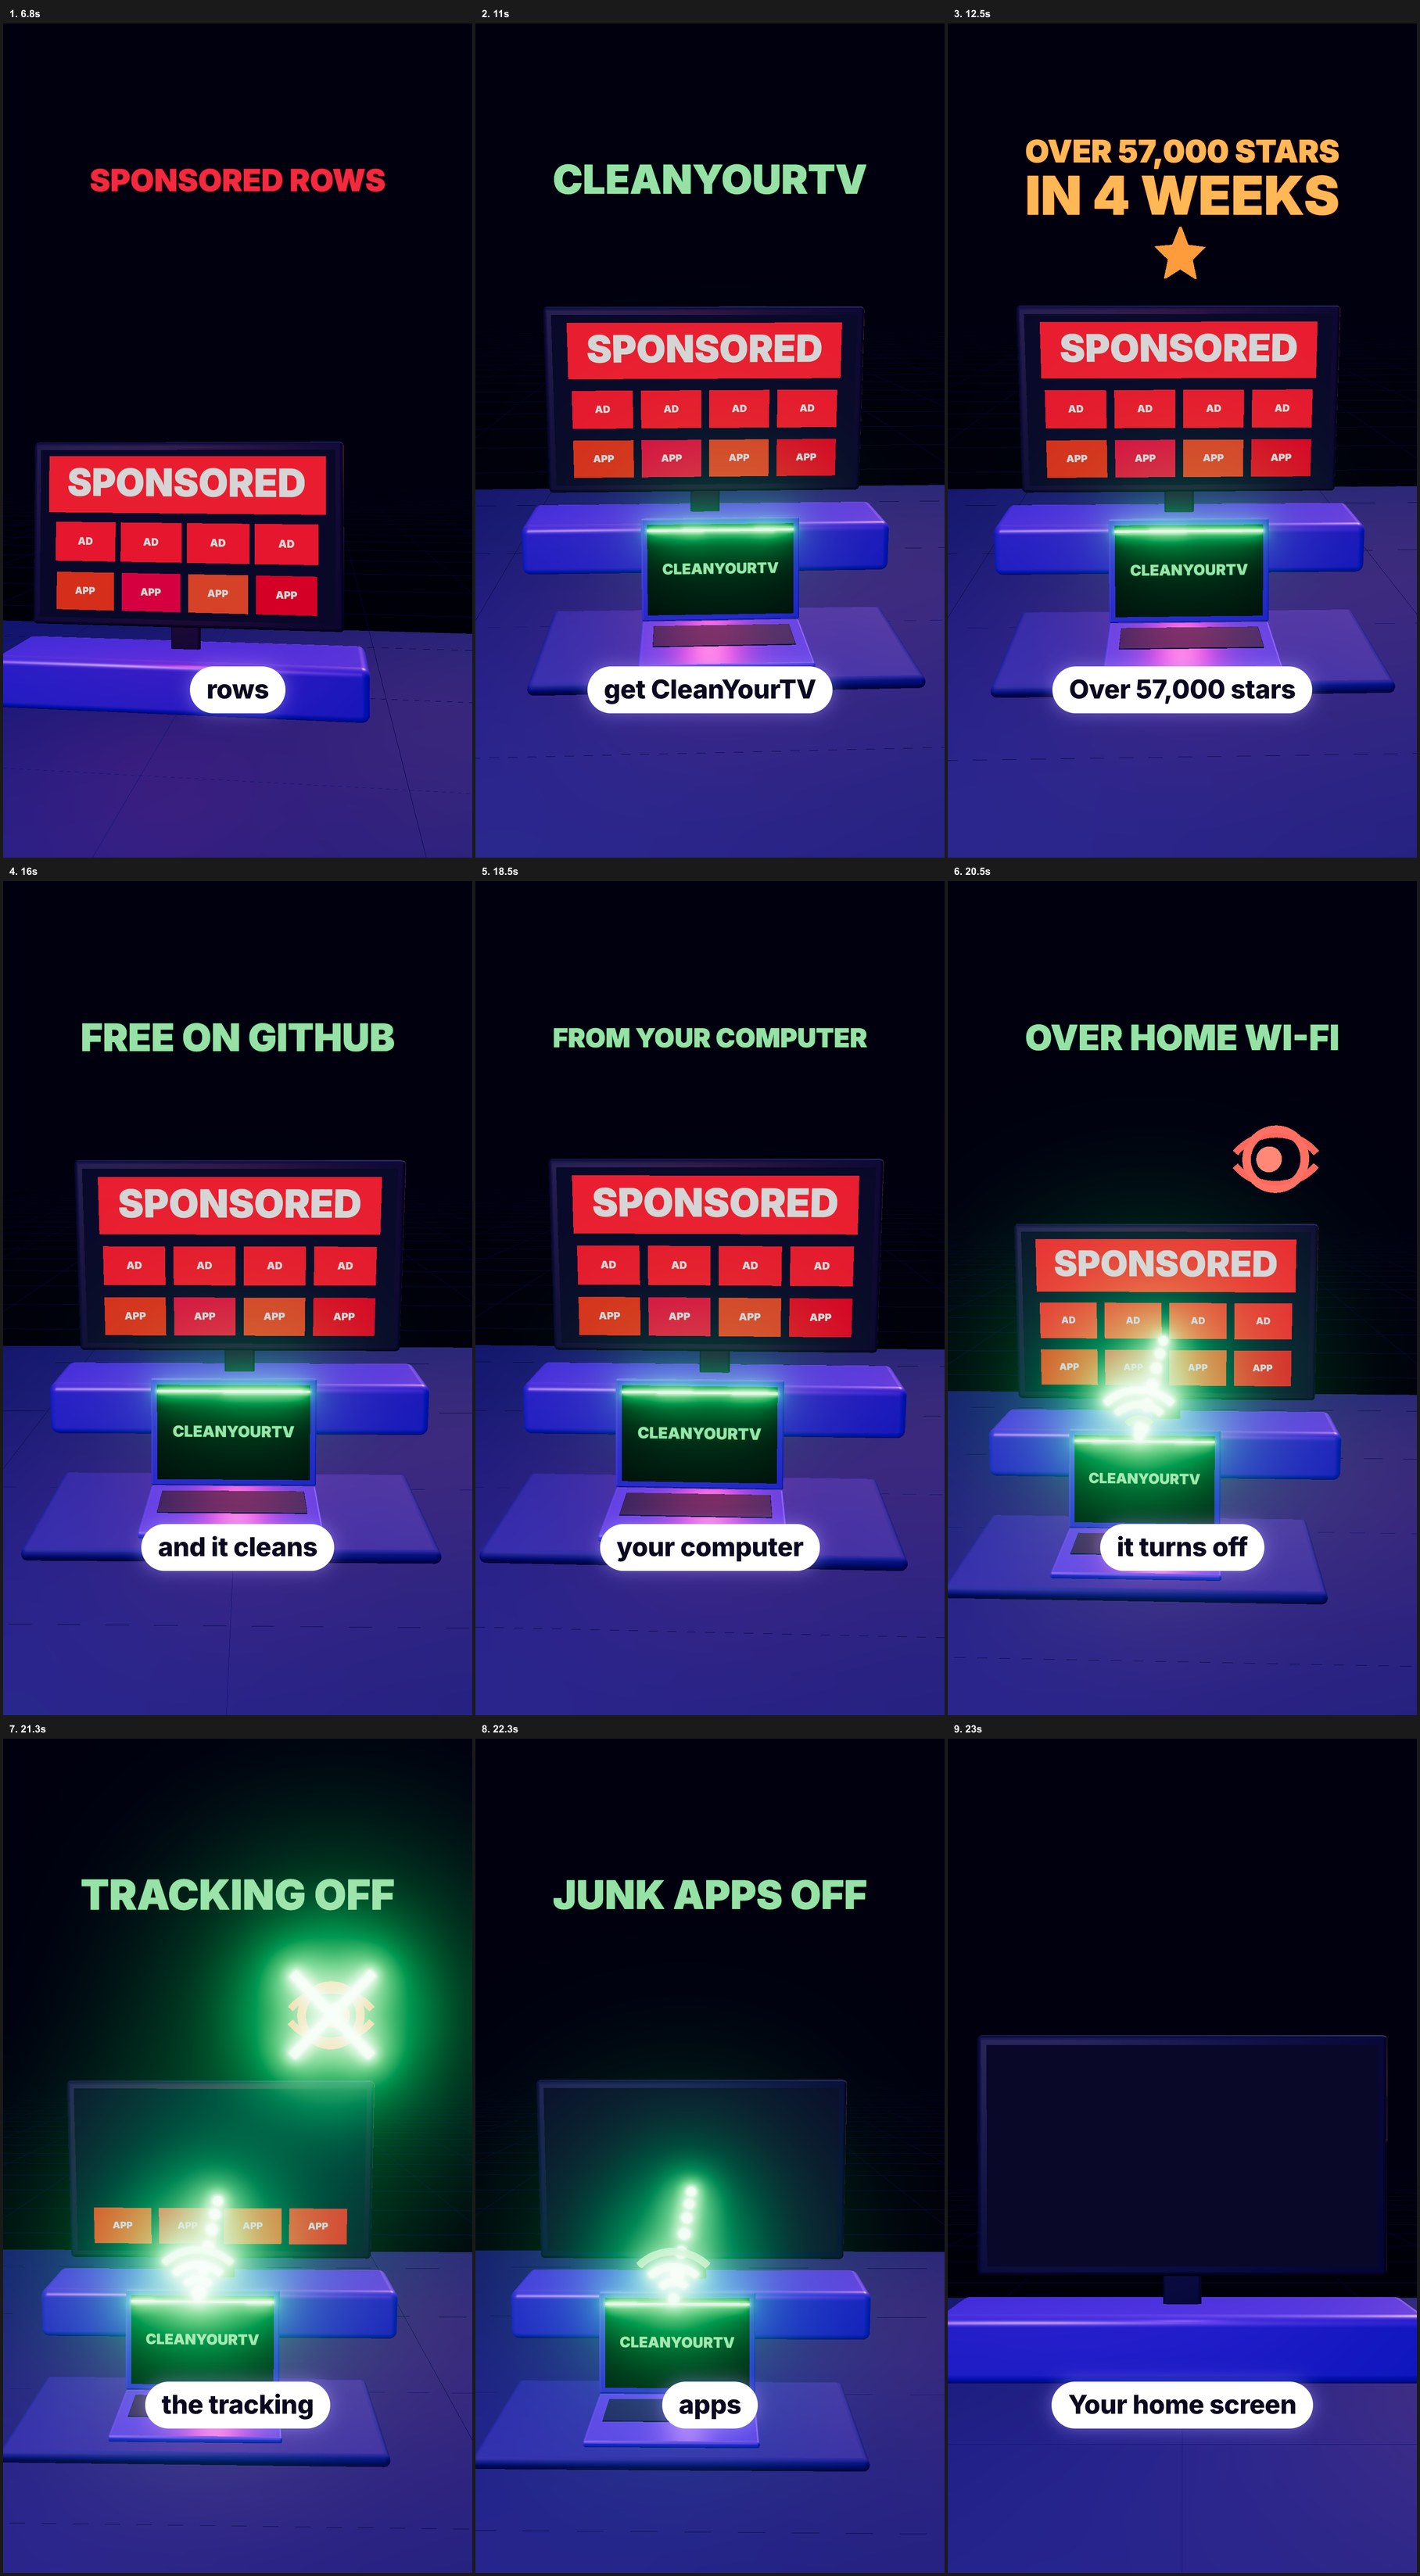 1. 6.8s
SPONSORED ROWS
SPONSORED
AD AD AD AD
APP APP APP APP
rows
2. 11s
CLEANYOURTV
SPONSORED
AD AD AD AD
APP APP APP APP
CLEANYOURTV
get CleanYourTV
3. 12.5s
OVER 57,000 STARS
IN 4 WEEKS
SPONSORED
AD AD AD AD
APP APP APP APP
CLEANYOURTV
Over 57,000 stars
4. 16s
FREE ON GITHUB
SPONSORED
AD AD AD AD
APP APP APP APP
CLEANYOURTV
and it cleans
5. 18.5s
FROM YOUR COMPUTER
SPONSORED
AD AD AD AD
APP APP APP APP
CLEANYOURTV
your computer
6. 20.5s
OVER HOME WI-FI
SPONSORED
AD AD AD AD
APP APP APP APP
CLEANYOURTV
it turns off
7. 21.3s
TRACKING OFF
APP APP APP APP
CLEANYOURTV
the tracking
8. 22.3s
JUNK APPS OFF
CLEANYOURTV
apps
9. 23s
Your home screen